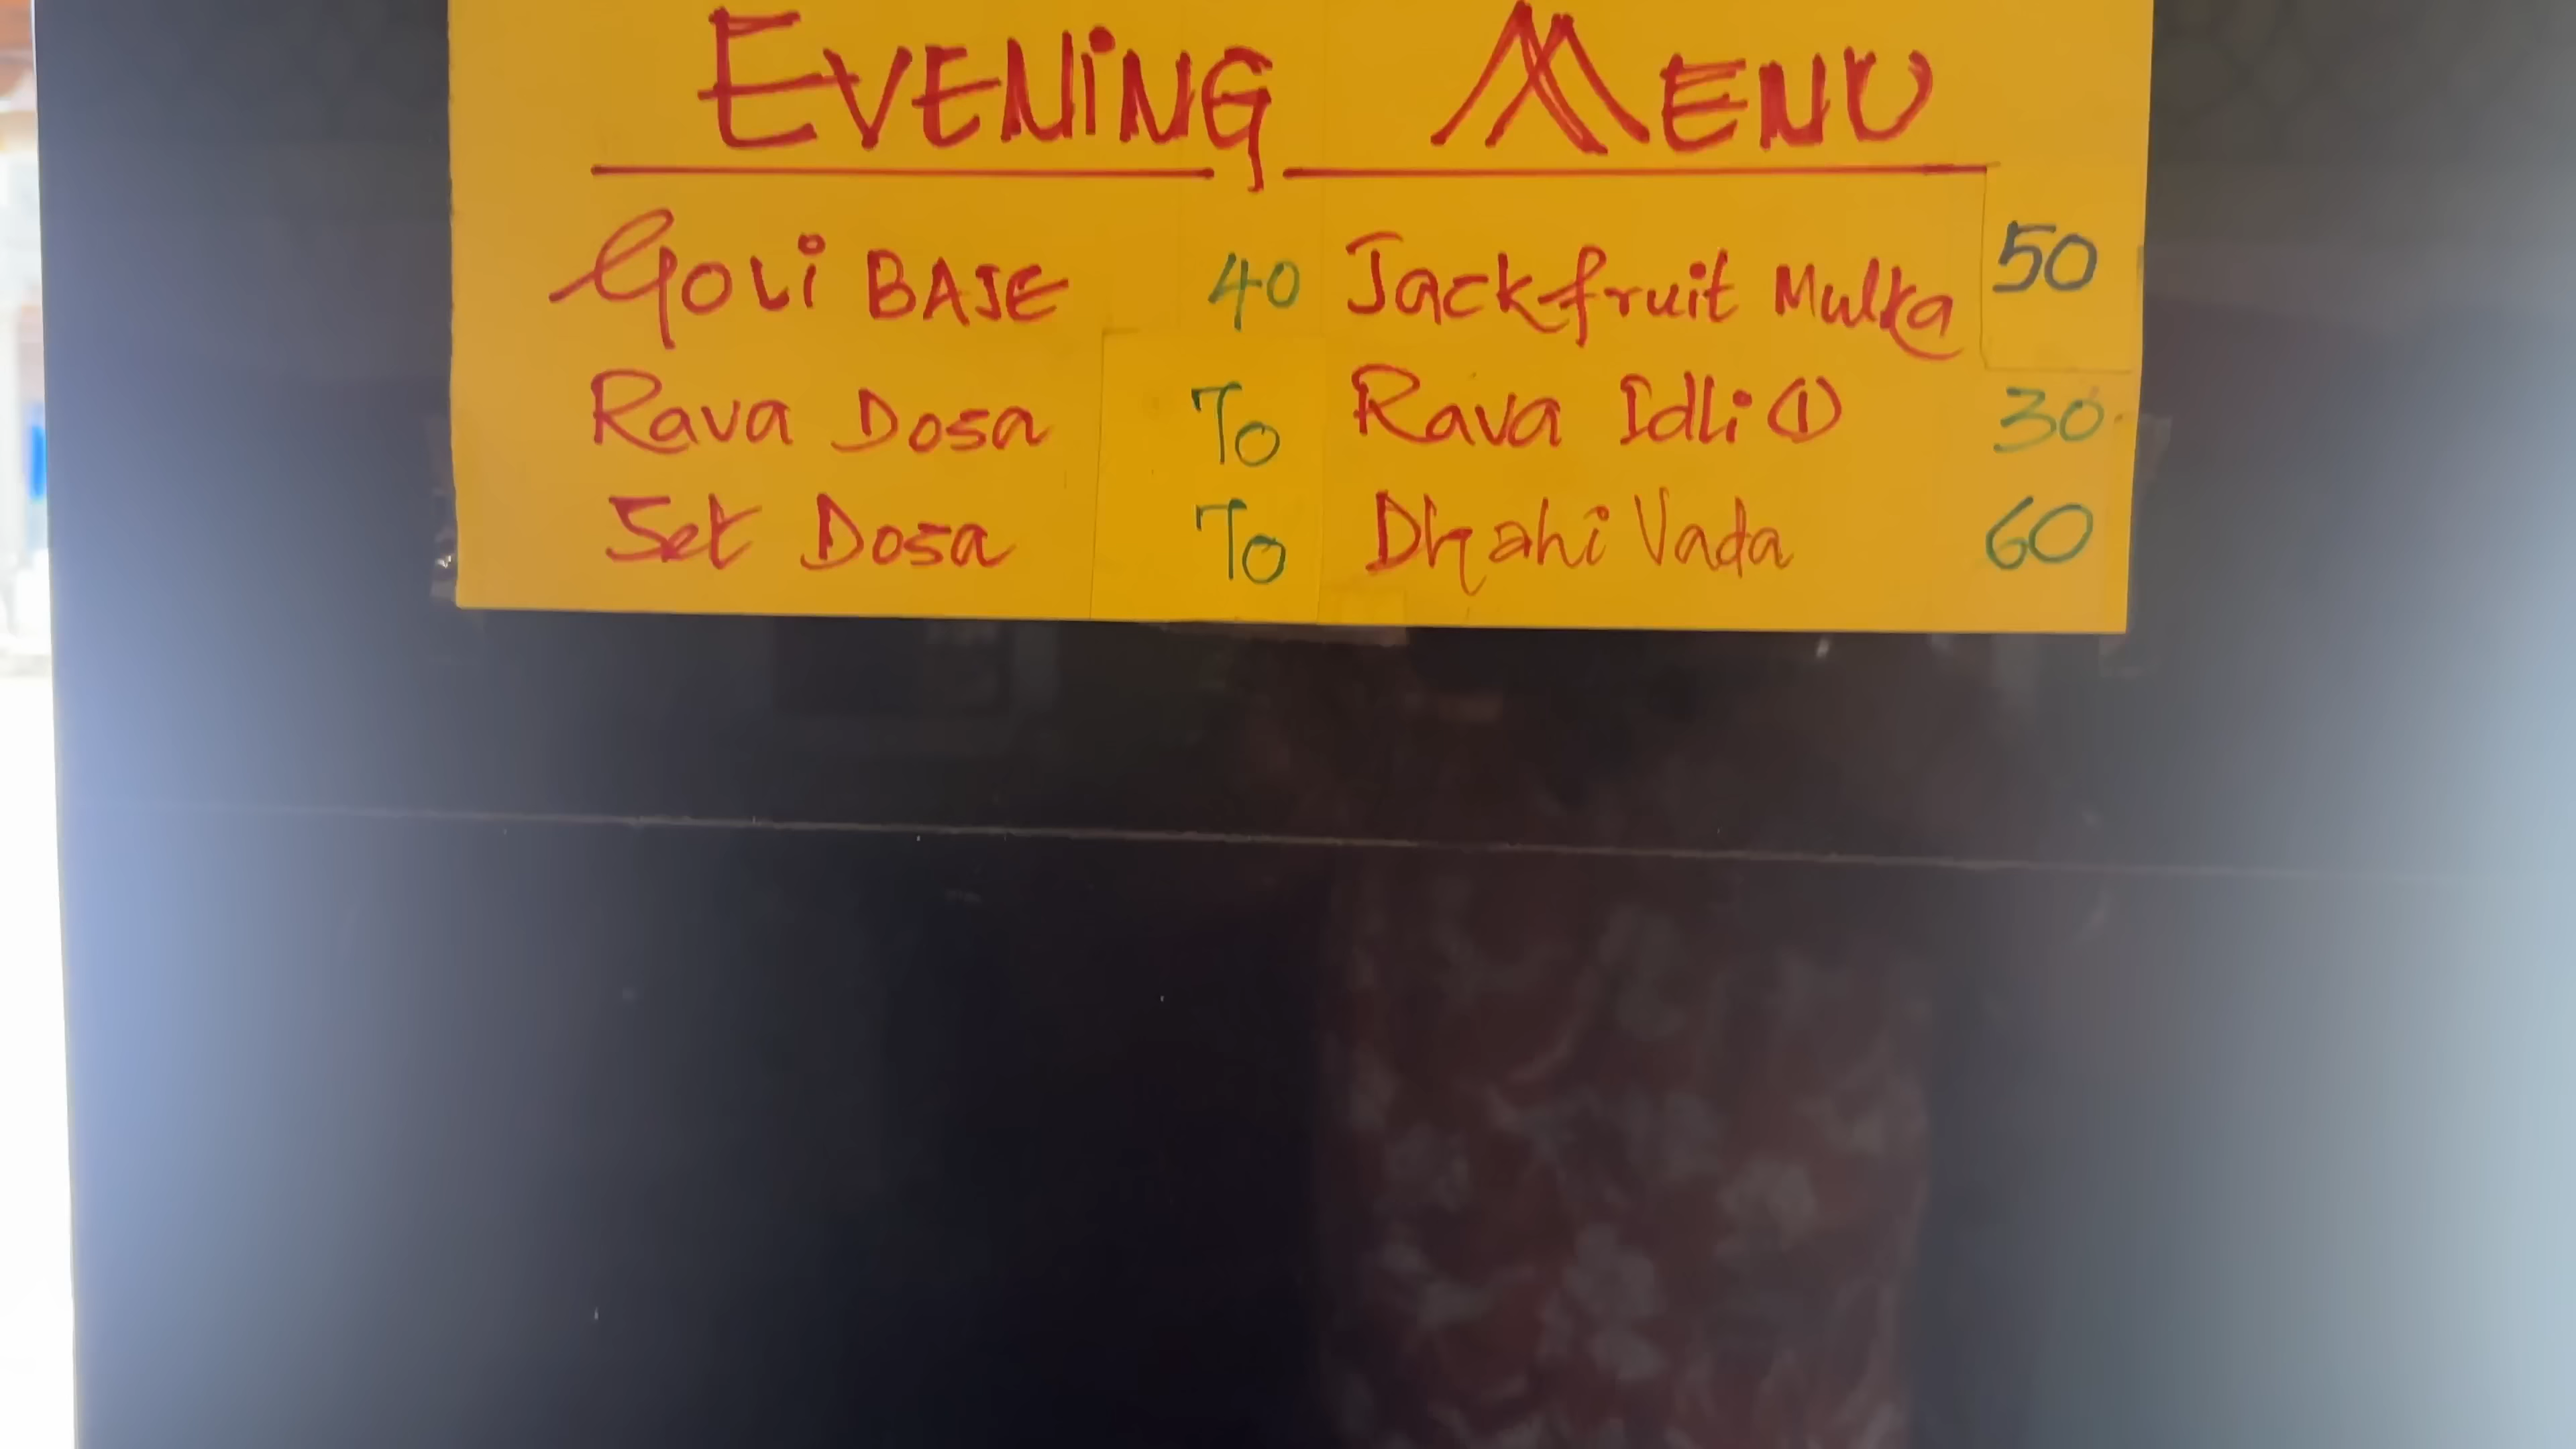 EVENING MENU
Goli BAJE 40 Jackfruit Mulka 50
Rava Dosa 70 Rava Idli ① 30
Set Dosa 70 Dhahi Vada 60